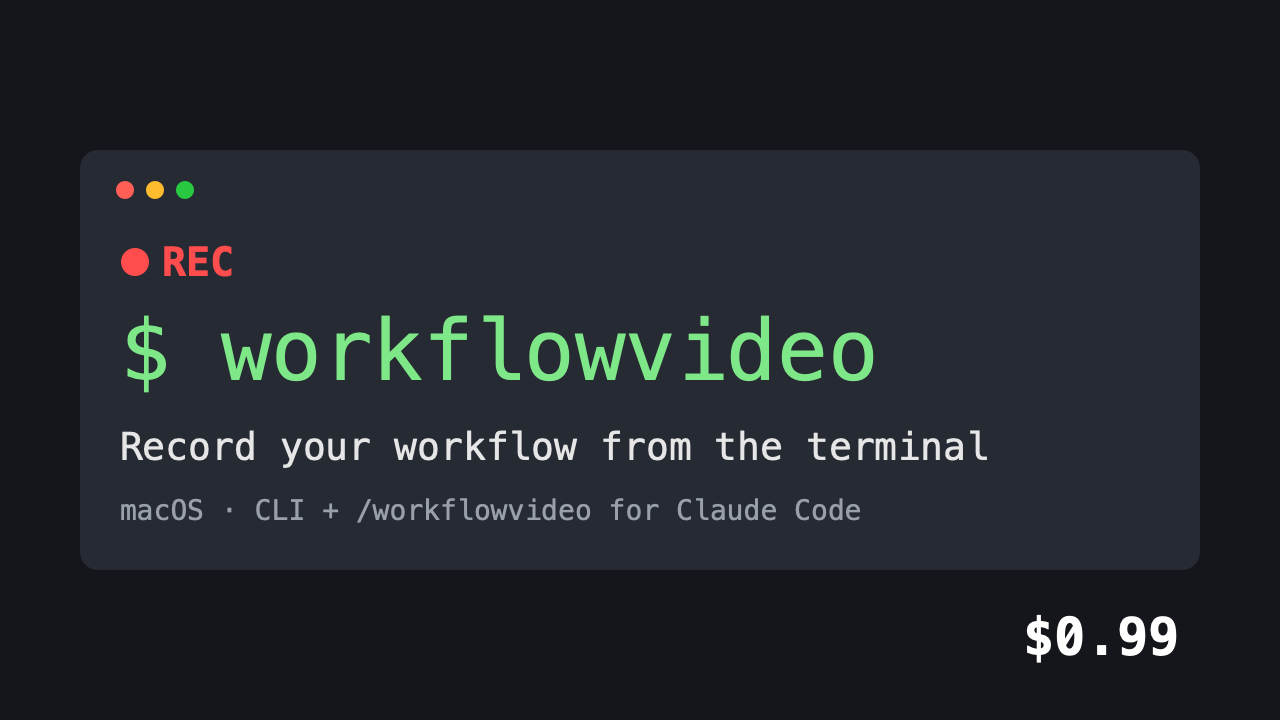 REC
$ workflowvideo
Record your workflow from the terminal
macOS · CLI + /workflowvideo for Claude Code
$0.99